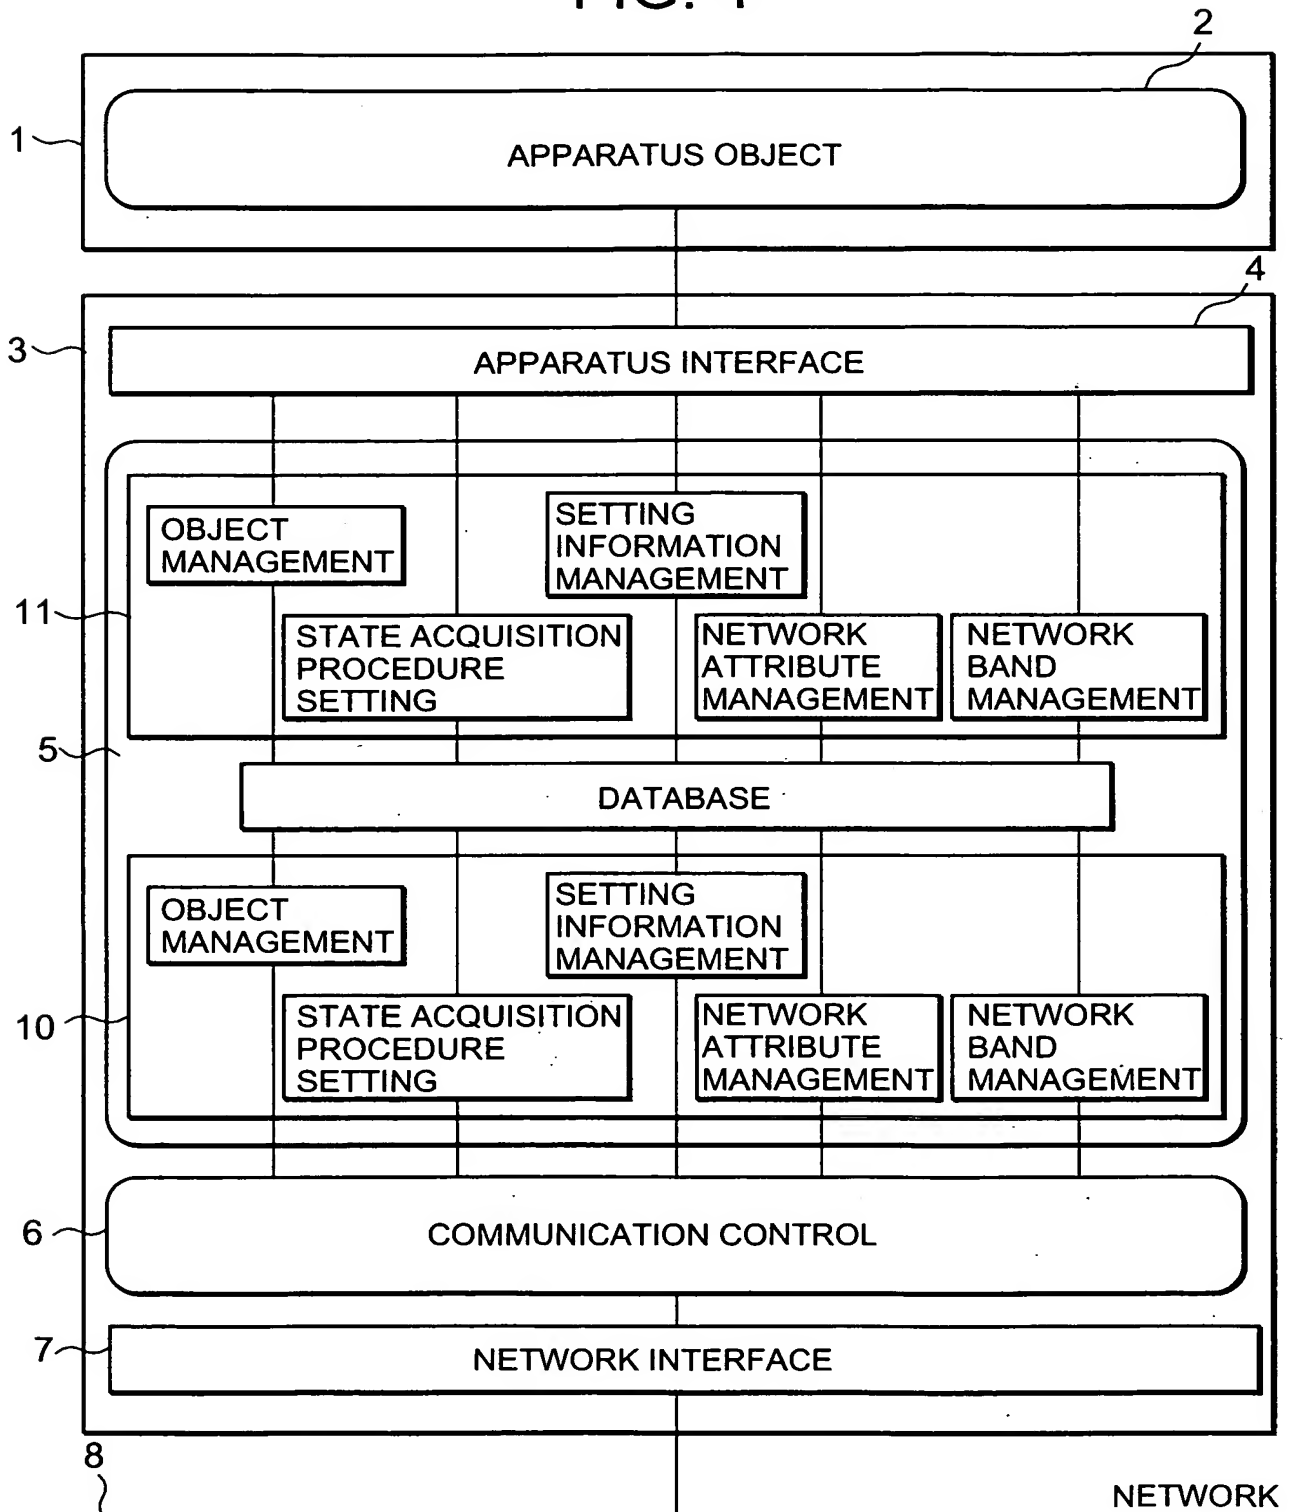 2
1
APPARATUS OBJECT
4
3
APPARATUS INTERFACE
OBJECT
MANAGEMENT
SETTING
INFORMATION
MANAGEMENT
11
STATE ACQUISITION
PROCEDURE
SETTING
NETWORK
ATTRIBUTE
MANAGEMENT
NETWORK
BAND
MANAGEMENT
5
DATABASE
OBJECT
MANAGEMENT
SETTING
INFORMATION
MANAGEMENT
10
STATE ACQUISITION
PROCEDURE
SETTING
NETWORK
ATTRIBUTE
MANAGEMENT
NETWORK
BAND
MANAGEMENT
6
COMMUNICATION CONTROL
7
NETWORK INTERFACE
8
NETWORK